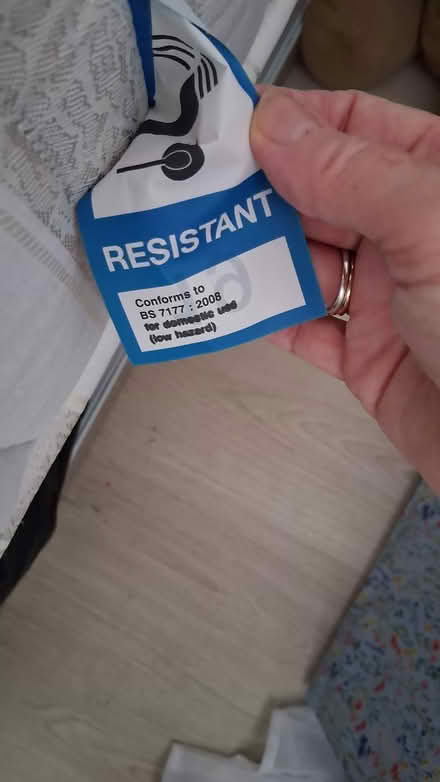 RESISTANT
Conforms to
BS 7177 : 2008
for domestic use
(low hazard)